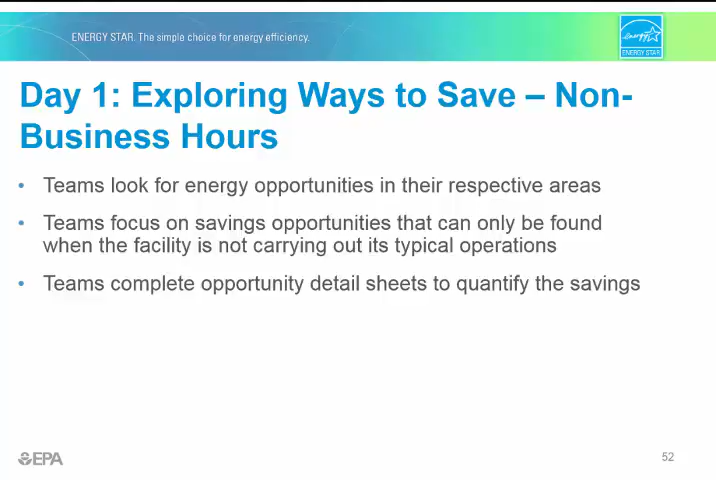 ENERGY STAR. The simple choice for energy efficiency.
energy
ENERGY STAR
Day 1: Exploring Ways to Save – Non-
Business Hours
• Teams look for energy opportunities in their respective areas
• Teams focus on savings opportunities that can only be found
when the facility is not carrying out its typical operations
• Teams complete opportunity detail sheets to quantify the savings
EPA
52